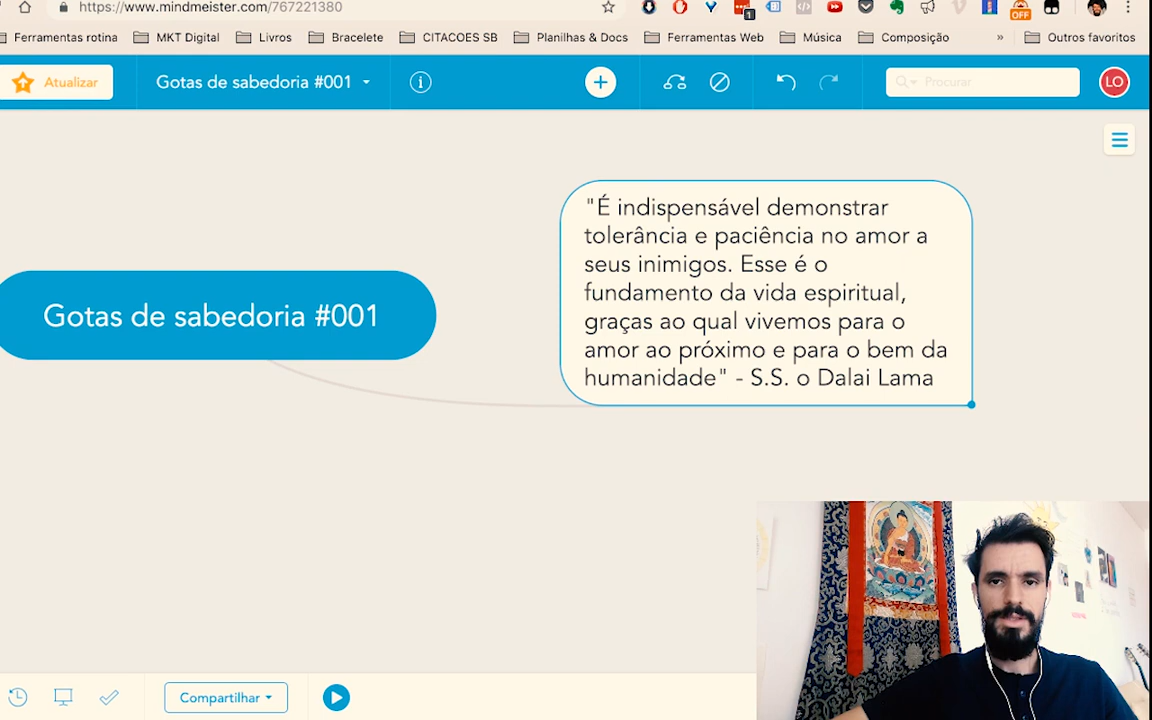 https://www.mindmeister.com/767221380
1
OFF
Ferramentas rotina
MKT Digital
Livros
Bracelete
CITACOES SB
Planilhas & Docs
Ferramentas Web
Música
Composição
»
Outros favoritos
Atualizar
Gotas de sabedoria #001
Procurar
LO
"É indispensável demonstrar
tolerância e paciência no amor a
seus inimigos. Esse é o
fundamento da vida espiritual,
graças ao qual vivemos para o
amor ao próximo e para o bem da
humanidade" - S.S. o Dalai Lama
Gotas de sabedoria #001
Compartilhar